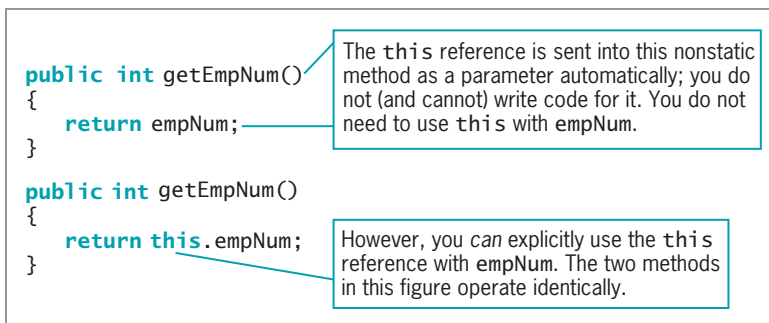 public int getEmpNum()
{
return empNum;
}
The this reference is sent into this nonstatic
method as a parameter automatically; you do
not (and cannot) write code for it. You do not
need to use this with empNum.
public int getEmpNum()
{
return this.empNum;
}
However, you can explicitly use the this
reference with empNum. The two methods
in this figure operate identically.